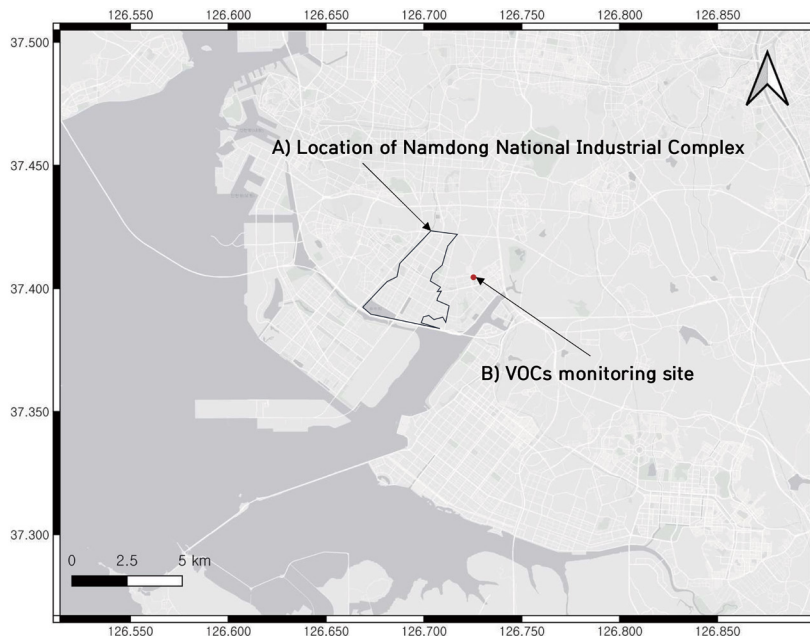 126.550 126.600 126.650 126.700 126.750 126.800 126.850
37.500
37.450
A) Location of Namdong National Industrial Complex
37.400
B) VOCs monitoring site
37.350
37.300
0 2.5 5 km
126.550 126.600 126.650 126.700 126.750 126.800 126.850